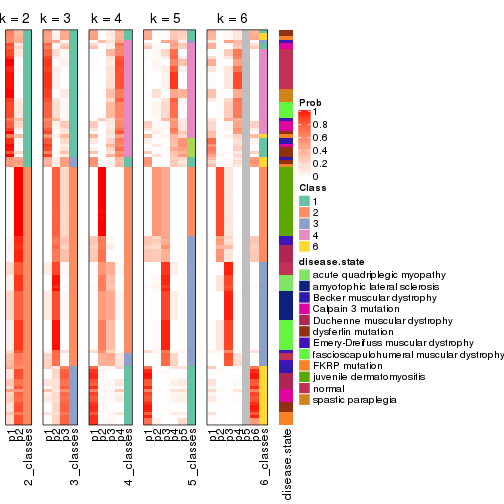 k = 2 k = 3 k = 4 k = 5 k = 6
Prob
1
0.8
0.6
0.4
0.2
0
Class
1
2
3
4
6
disease.state
acute quadriplegic myopathy
amyotophic lateral sclerosis
Becker muscular dystrophy
Calpain 3 mutation
Duchenne muscular dystrophy
dysferlin mutation
Emery-Dreifuss muscular dystrophy
fascioscapulohumeral muscular dystrophy
FKRP mutation
juvenile dermatomyositis
normal
spastic paraplegia
p1 p2 2_classes p1 p2 p3 3_classes p1 p2 p3 p4 4_classes p1 p2 p3 p4 p5 5_classes p1 p2 p3 p4 p5 p6 6_classes disease.state